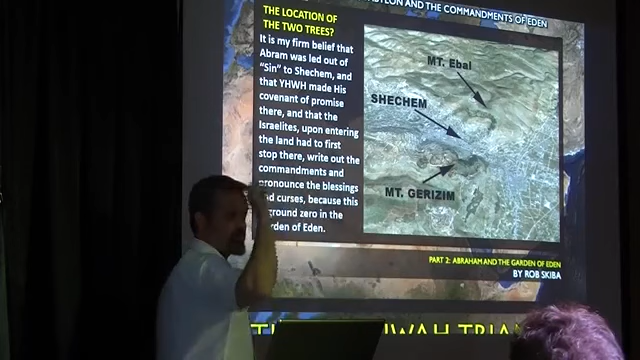 BABYLON AND THE COMMANDMENTS OF EDEN
THE LOCATION OF
THE TWO TREES?
It is my firm belief that
Abram was led out of
“Sin” to Shechem, and
that YHWH made His
covenant of promise
there, and that the
Israelites, upon entering
the land had to first
stop there, write out the
commandments and
pronounce the blessings
and curses, because this
ground zero in the
Garden of Eden.
MT. Ebal
SHECHEM
MT. GERIZIM
PART 2: ABRAHAM AND THE GARDEN OF EDEN
BY ROB SKIBA